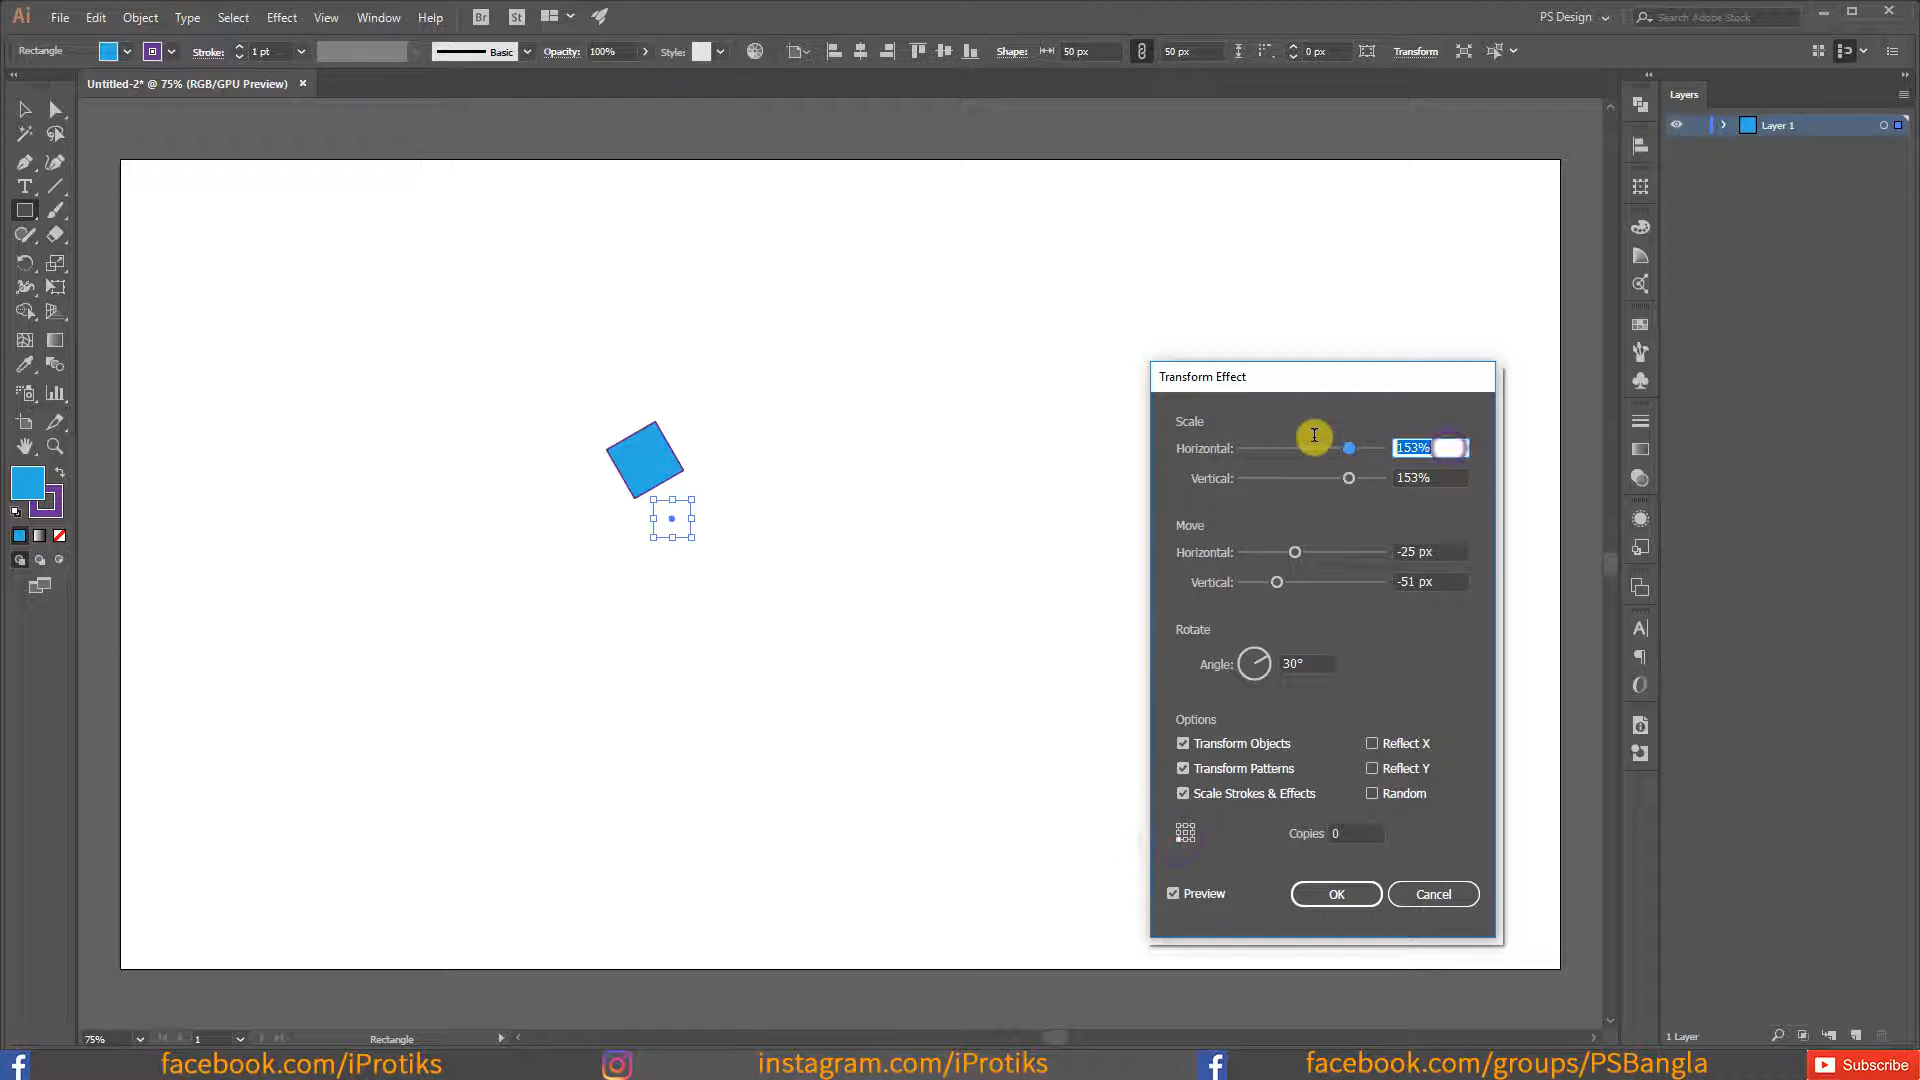 Ai File Edit Object Type Select Effect View Window Help Br St PS Design Search Adobe Stock
Rectangle Stroke: 1 pt Basic Opacity: 100% Style: Shape: 50 px 50 px 0 px Transform
Untitled-2* @ 75% (RGB/GPU Preview) ×
Layers
Layer 1
Transform Effect
Scale
Horizontal: 153%
Vertical: 153%
Move
Horizontal: -25 px
Vertical: -51 px
Rotate
Angle: 30°
Options
Transform Objects Reflect X
Transform Patterns Reflect Y
Scale Strokes & Effects Random
Copies 0
Preview OK Cancel
75% 1 Rectangle 1 Layer
facebook.com/iProtiks instagram.com/iProtiks facebook.com/groups/PSBangla Subscribe